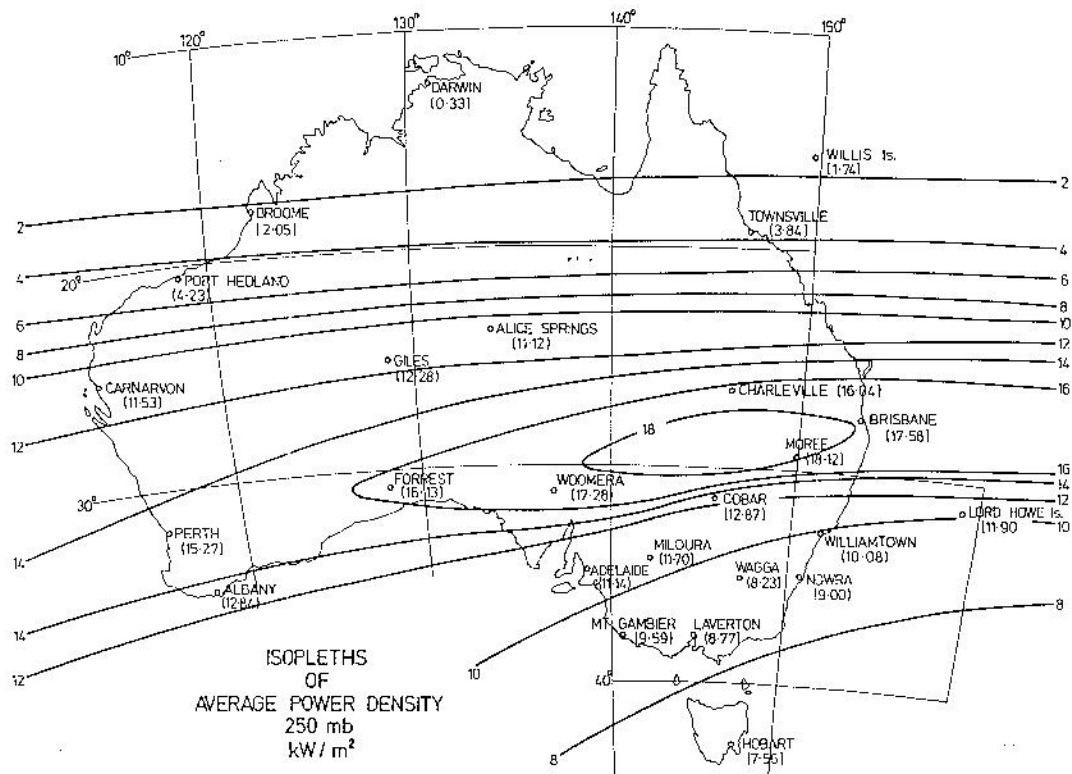 120°
130°
140°
150°
10°
DARWIN
(0·33)
WILLIS Is.
[1·74]
2
2
BROOME
[2·05]
TOWNSVILLE
(3·84)
4
4
20°
PORT HEDLAND
(4·23)
6
6
8
8
10
10
ALICE SPRINGS
(11·12)
12
GILES
(12·28)
14
CARNARVON
(11·53)
CHARLEVILLE (16·04)
16
12
BRISBANE
(17·58)
18
MOREE
(18·12)
16
14
12
FORREST
(16·13)
WOOMERA
(17·28)
30°
COBAR
(12·87)
LORD HOWE Is.
[11·90
10
PERTH
(15·27)
WILLIAMTOWN
(10·08)
14
MILDURA
(11·70)
ADELAIDE
(11·14)
WAGGA
(8·23)
NOWRA
(9·00)
ALBANY
(12·84)
8
14
MT. GAMBIER
(9·59)
LAVERTON
(8·77)
12
10
40°
ISOPLETHS
OF
AVERAGE POWER DENSITY
250 mb
kW/m²
8
HOBART
[7·56]